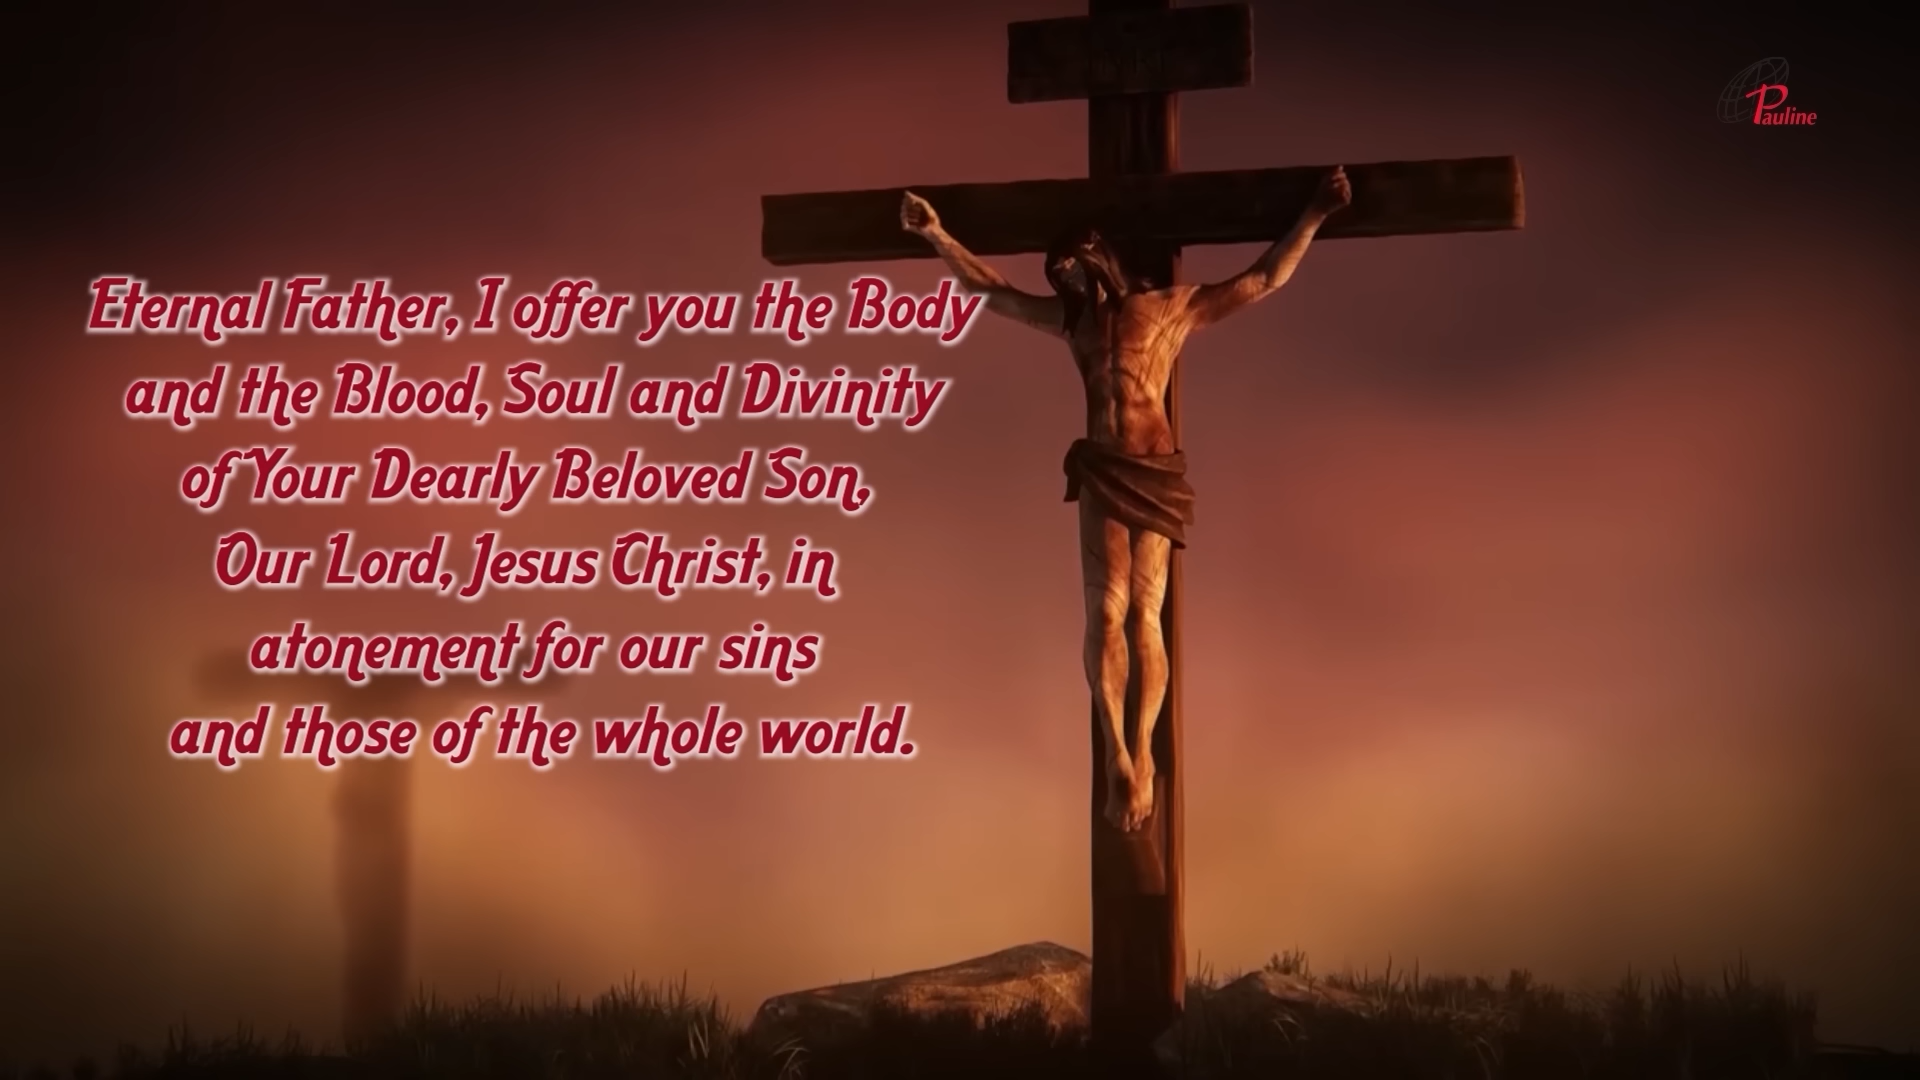 Pauline
Eternal Father, I offer you the Body
and the Blood, Soul and Divinity
of Your Dearly Beloved Son,
Our Lord, Jesus Christ, in
atonement for our sins
and those of the whole world.